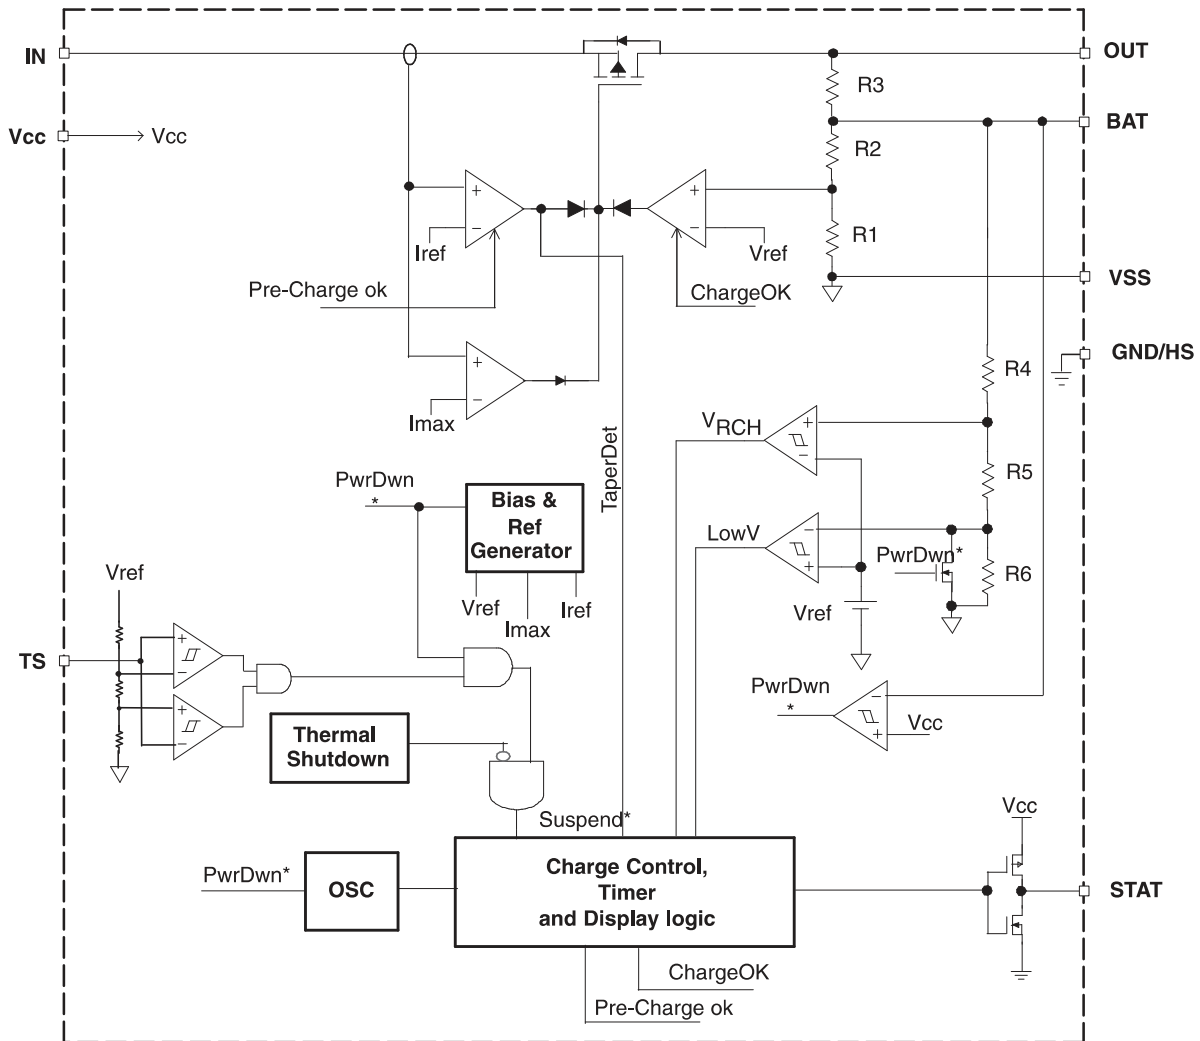 IN
OUT
R3
Vcc
Vcc
BAT
R2
+
+
−
−
Iref
Vref
R1
Pre-Charge ok
ChargeOK
VSS
GND/HS
+
−
Imax
R4
VRCH
+
−
TaperDet
PwrDwn
*
Bias &
Ref
Generator
R5
LowV
−
+
PwrDwn*
R6
Vref
Vref
Imax
Iref
Vref
TS
+
−
+
−
PwrDwn
*
−
+
Vcc
Thermal
Shutdown
Suspend*
Vcc
PwrDwn*
OSC
Charge Control,
Timer
and Display logic
STAT
ChargeOK
Pre-Charge ok